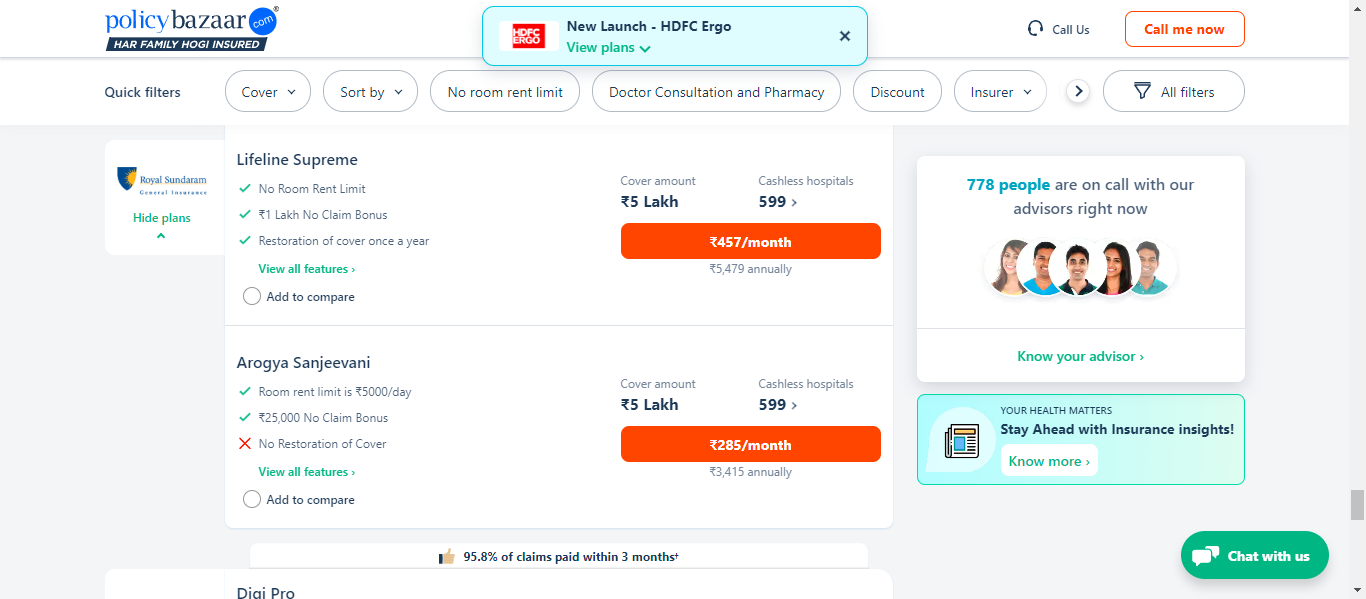 policybazaar.com
HAR FAMILY HOGI INSURED
HDFC
ERGO
New Launch - HDFC Ergo
View plans
Call Us
Call me now
Quick filters
Cover
Sort by
No room rent limit
Doctor Consultation and Pharmacy
Discount
Insurer
All filters
Royal Sundaram
General Insurance
Hide plans
Lifeline Supreme
No Room Rent Limit
₹1 Lakh No Claim Bonus
Restoration of cover once a year
View all features ›
Add to compare
Cover amount
₹5 Lakh
Cashless hospitals
599 ›
₹457/month
₹5,479 annually
Arogya Sanjeevani
Room rent limit is ₹5000/day
₹25,000 No Claim Bonus
No Restoration of Cover
View all features ›
Add to compare
Cover amount
₹5 Lakh
Cashless hospitals
599 ›
₹285/month
₹3,415 annually
95.8% of claims paid within 3 months⁺
Digi Pro
778 people are on call with our
advisors right now
Know your advisor ›
YOUR HEALTH MATTERS
Stay Ahead with Insurance insights!
Know more ›
Chat with us